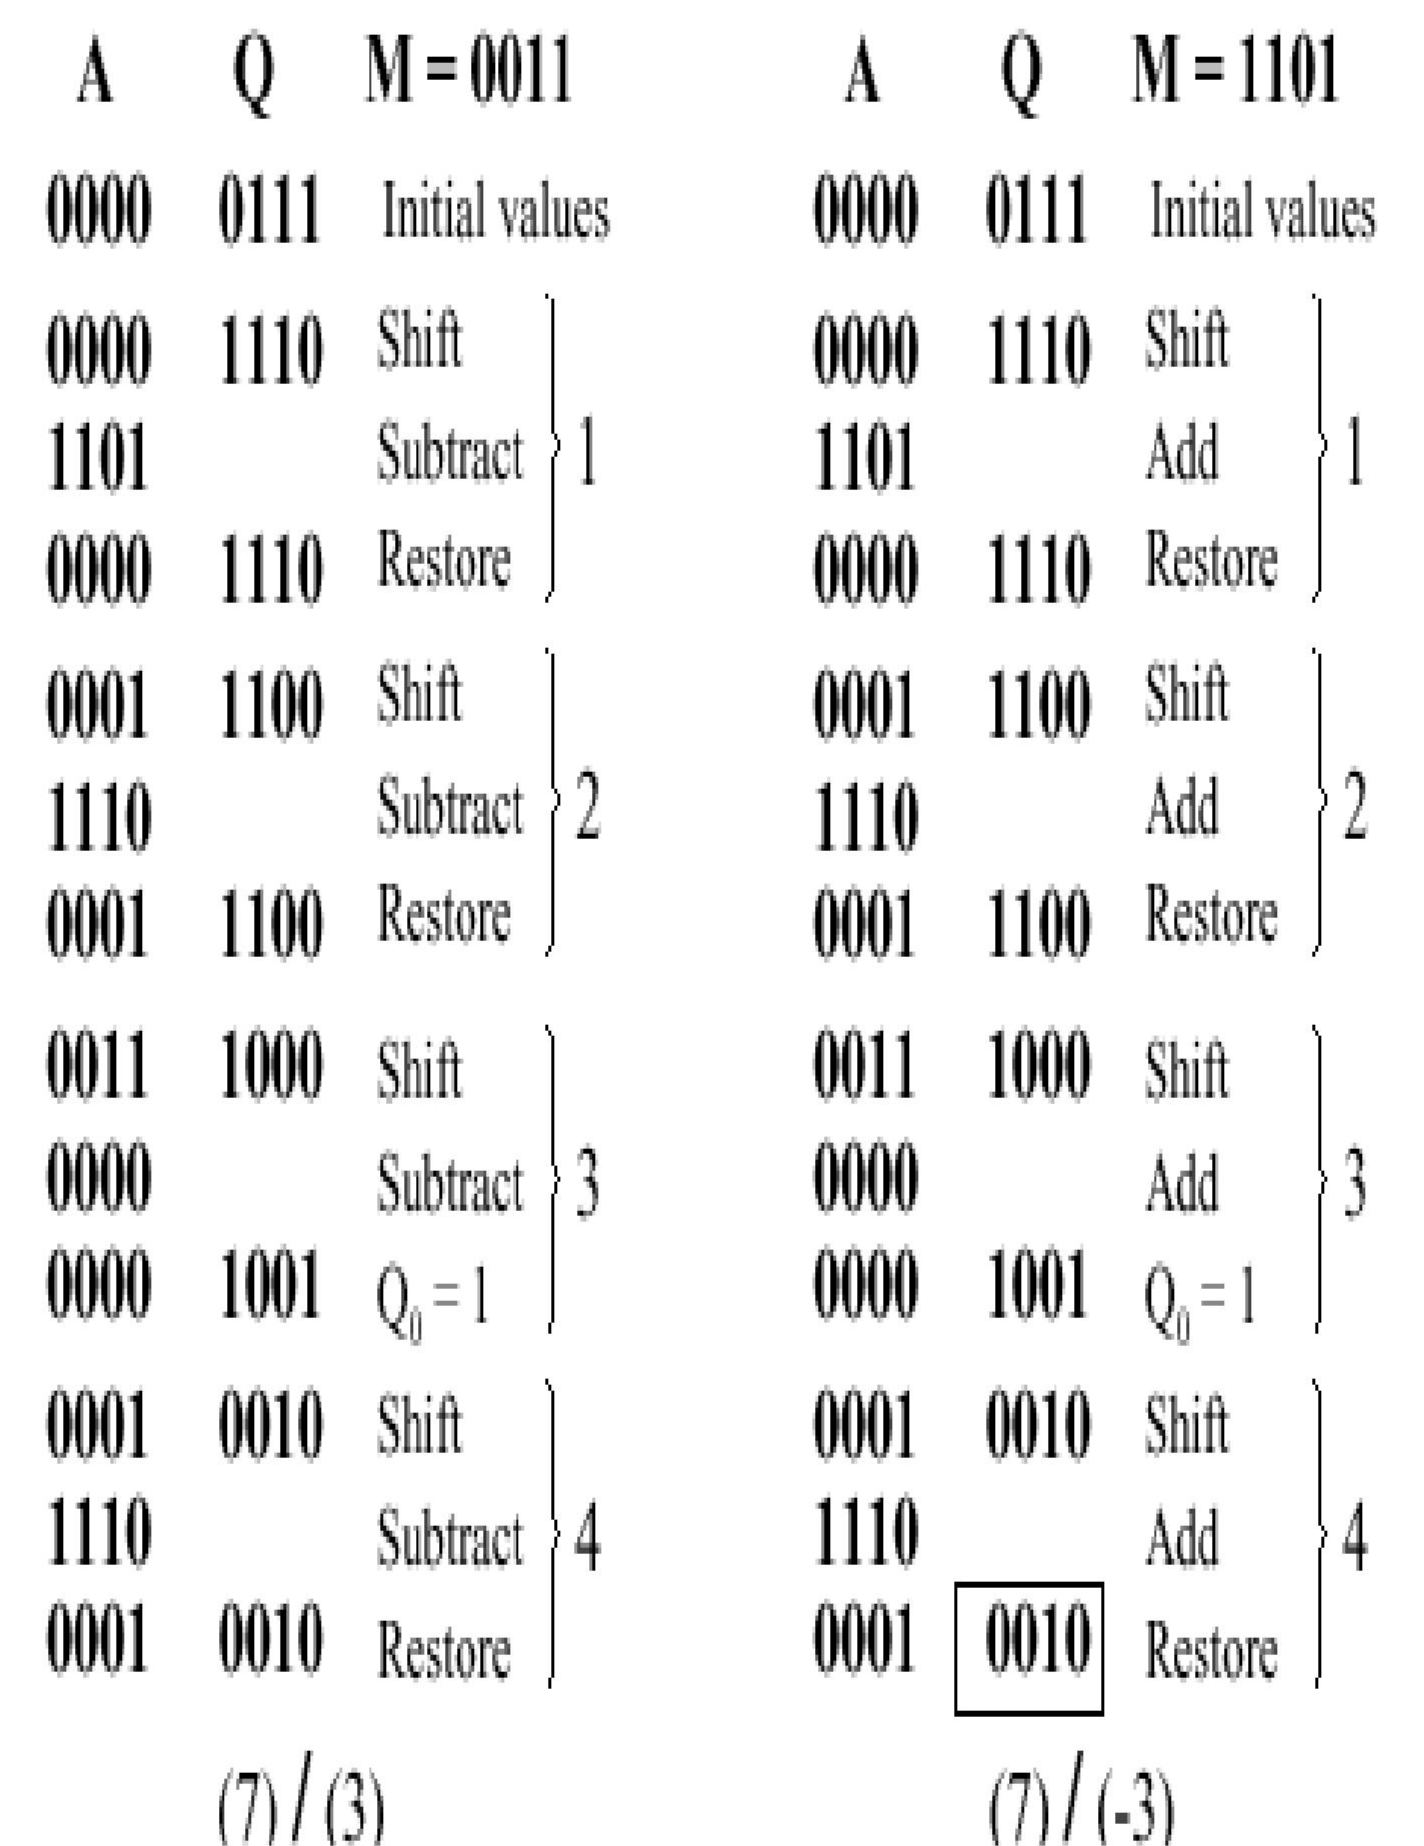 A Q M = 0011
0000 0111 Initial values
0000 1110 Shift
1101 Subtract 1
0000 1110 Restore
0001 1100 Shift
1110 Subtract 2
0001 1100 Restore
0011 1000 Shift
0000 Subtract 3
0000 1001 Q₀ = 1
0001 0010 Shift
1110 Subtract 4
0001 0010 Restore
(7) / (3)
A Q M = 1101
0000 0111 Initial values
0000 1110 Shift
1101 Add 1
0000 1110 Restore
0001 1100 Shift
1110 Add 2
0001 1100 Restore
0011 1000 Shift
0000 Add 3
0000 1001 Q₀ = 1
0001 0010 Shift
1110 Add 4
0001 0010 Restore
(7) / (-3)